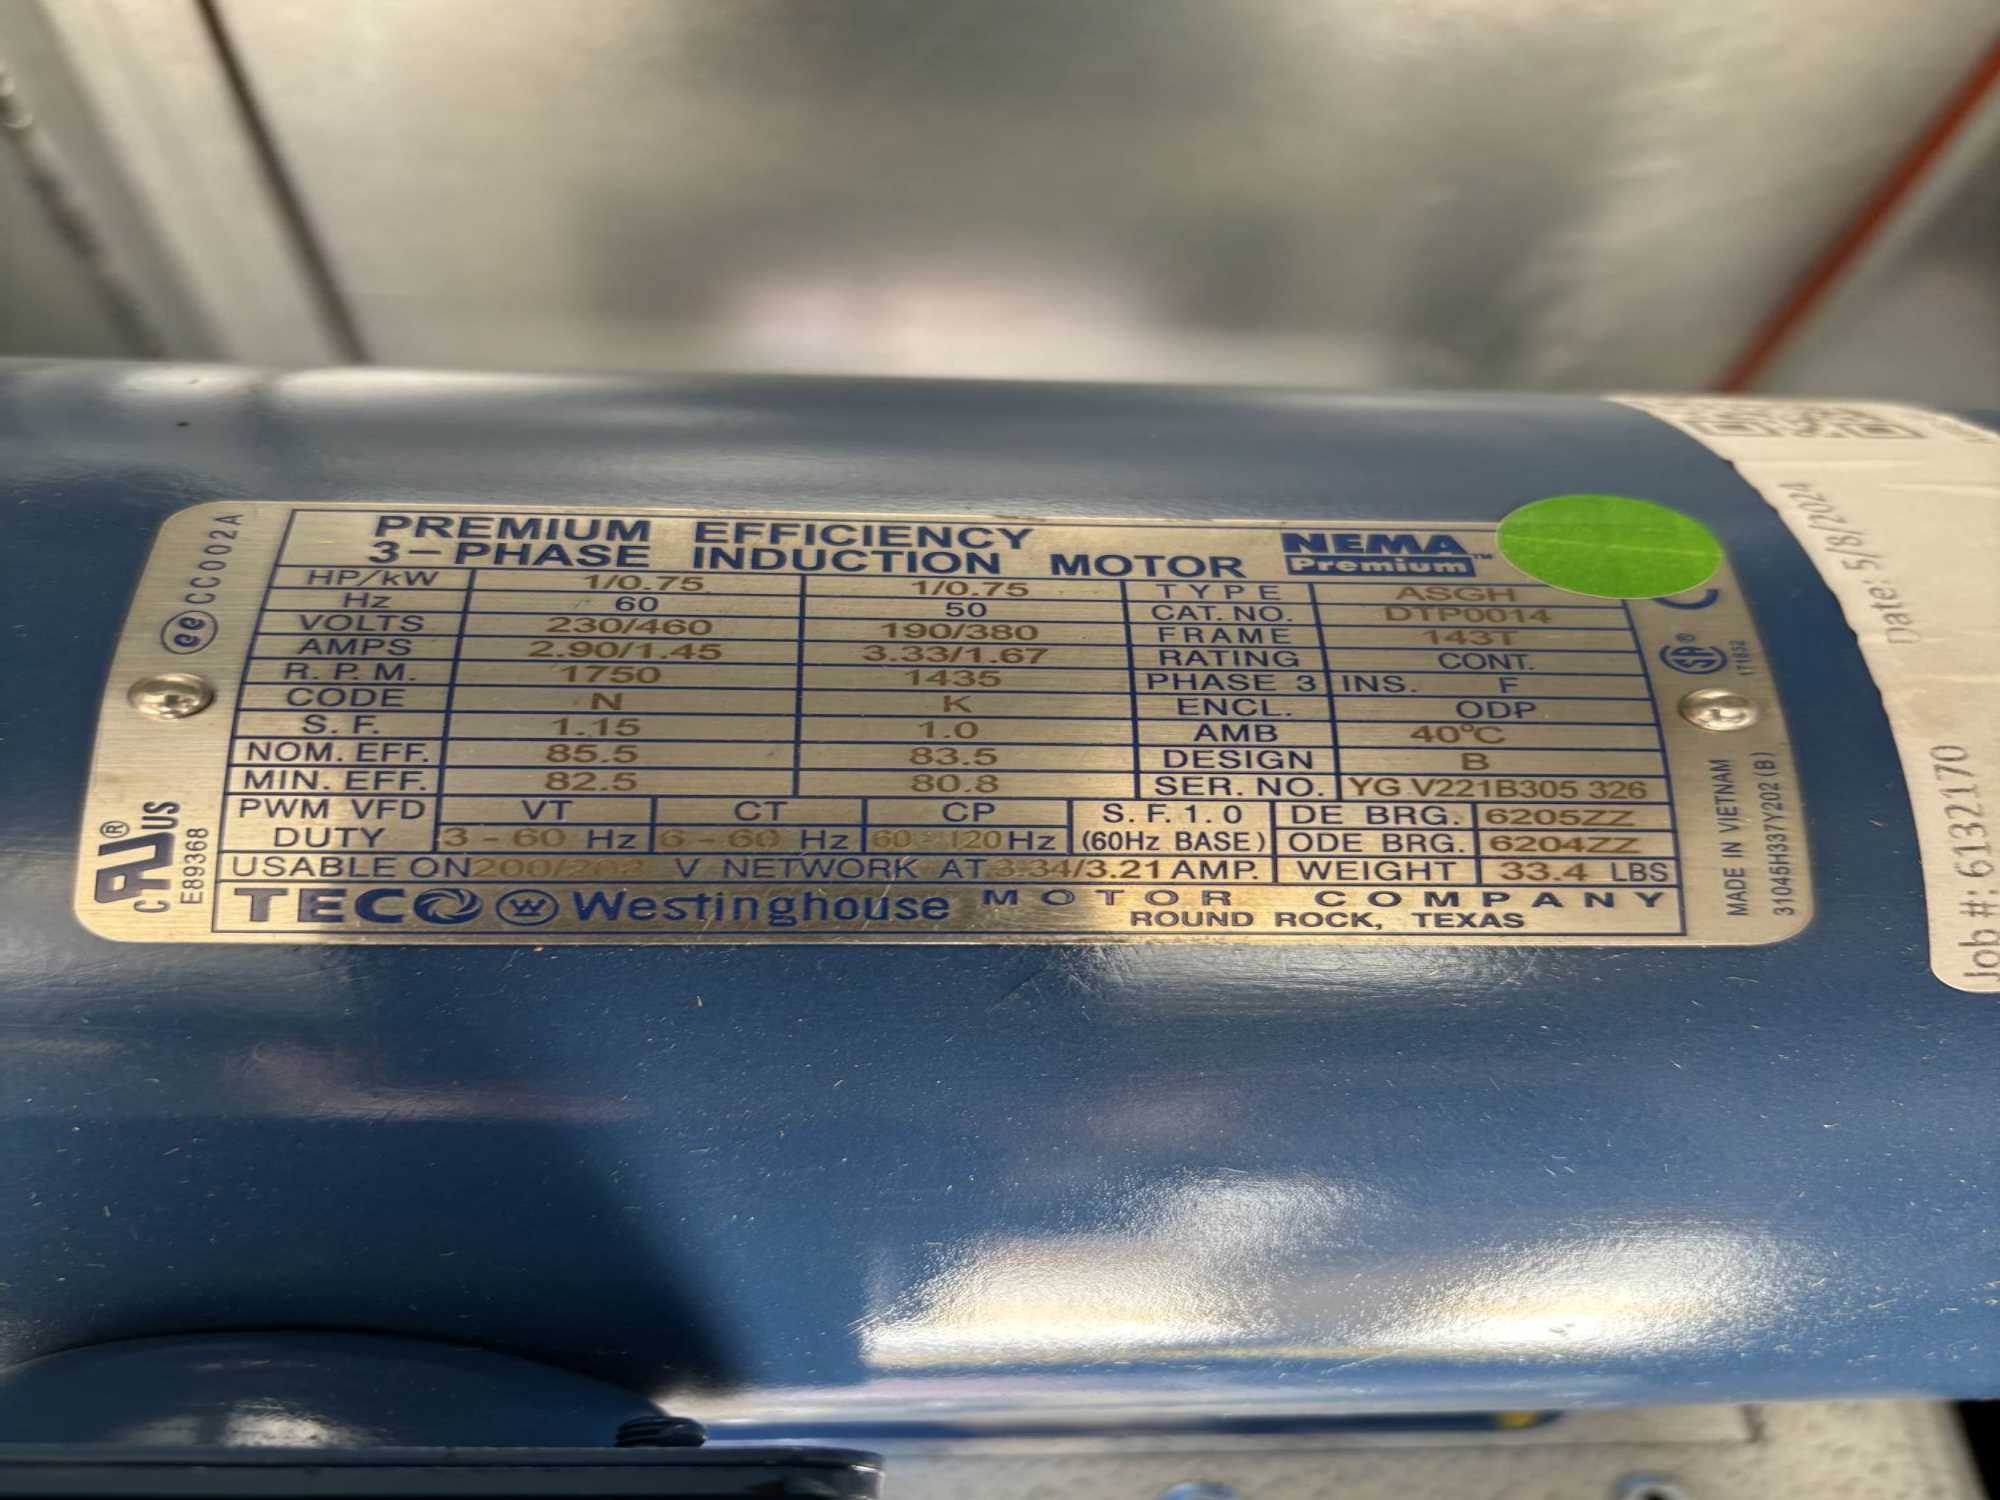 PREMIUM EFFICIENCY
3-PHASE INDUCTION MOTOR
NEMA Premium™
HP/kW 1/0.75 1/0.75 TYPE ASGH
Hz 60 50 CAT. NO. DTP0014
VOLTS 230/460 190/380 FRAME 143T
AMPS 2.90/1.45 3.33/1.67 RATING CONT.
R.P.M. 1750 1435 PHASE 3 INS. F
CODE N K ENCL. ODP
S.F. 1.15 1.0 AMB 40°C
NOM. EFF. 85.5 83.5 DESIGN B
MIN. EFF. 82.5 80.8 SER. NO. YG V221B305 326
PWM VFD DUTY VT CT CP S.F.1.0 DE BRG. 6205ZZ
3-60 Hz 6-60 Hz 60-120 Hz (60Hz BASE) ODE BRG. 6204ZZ
USABLE ON 200/208 V NETWORK AT 3.34/3.21 AMP. WEIGHT 33.4 LBS
TECO W Westinghouse MOTOR COMPANY
ROUND ROCK, TEXAS
ee CC002A
c RU® US
E89368
SP®
MADE IN VIETNAM
31045H337Y202 (B)
Date: 5/8/2024
Job #: 6132170